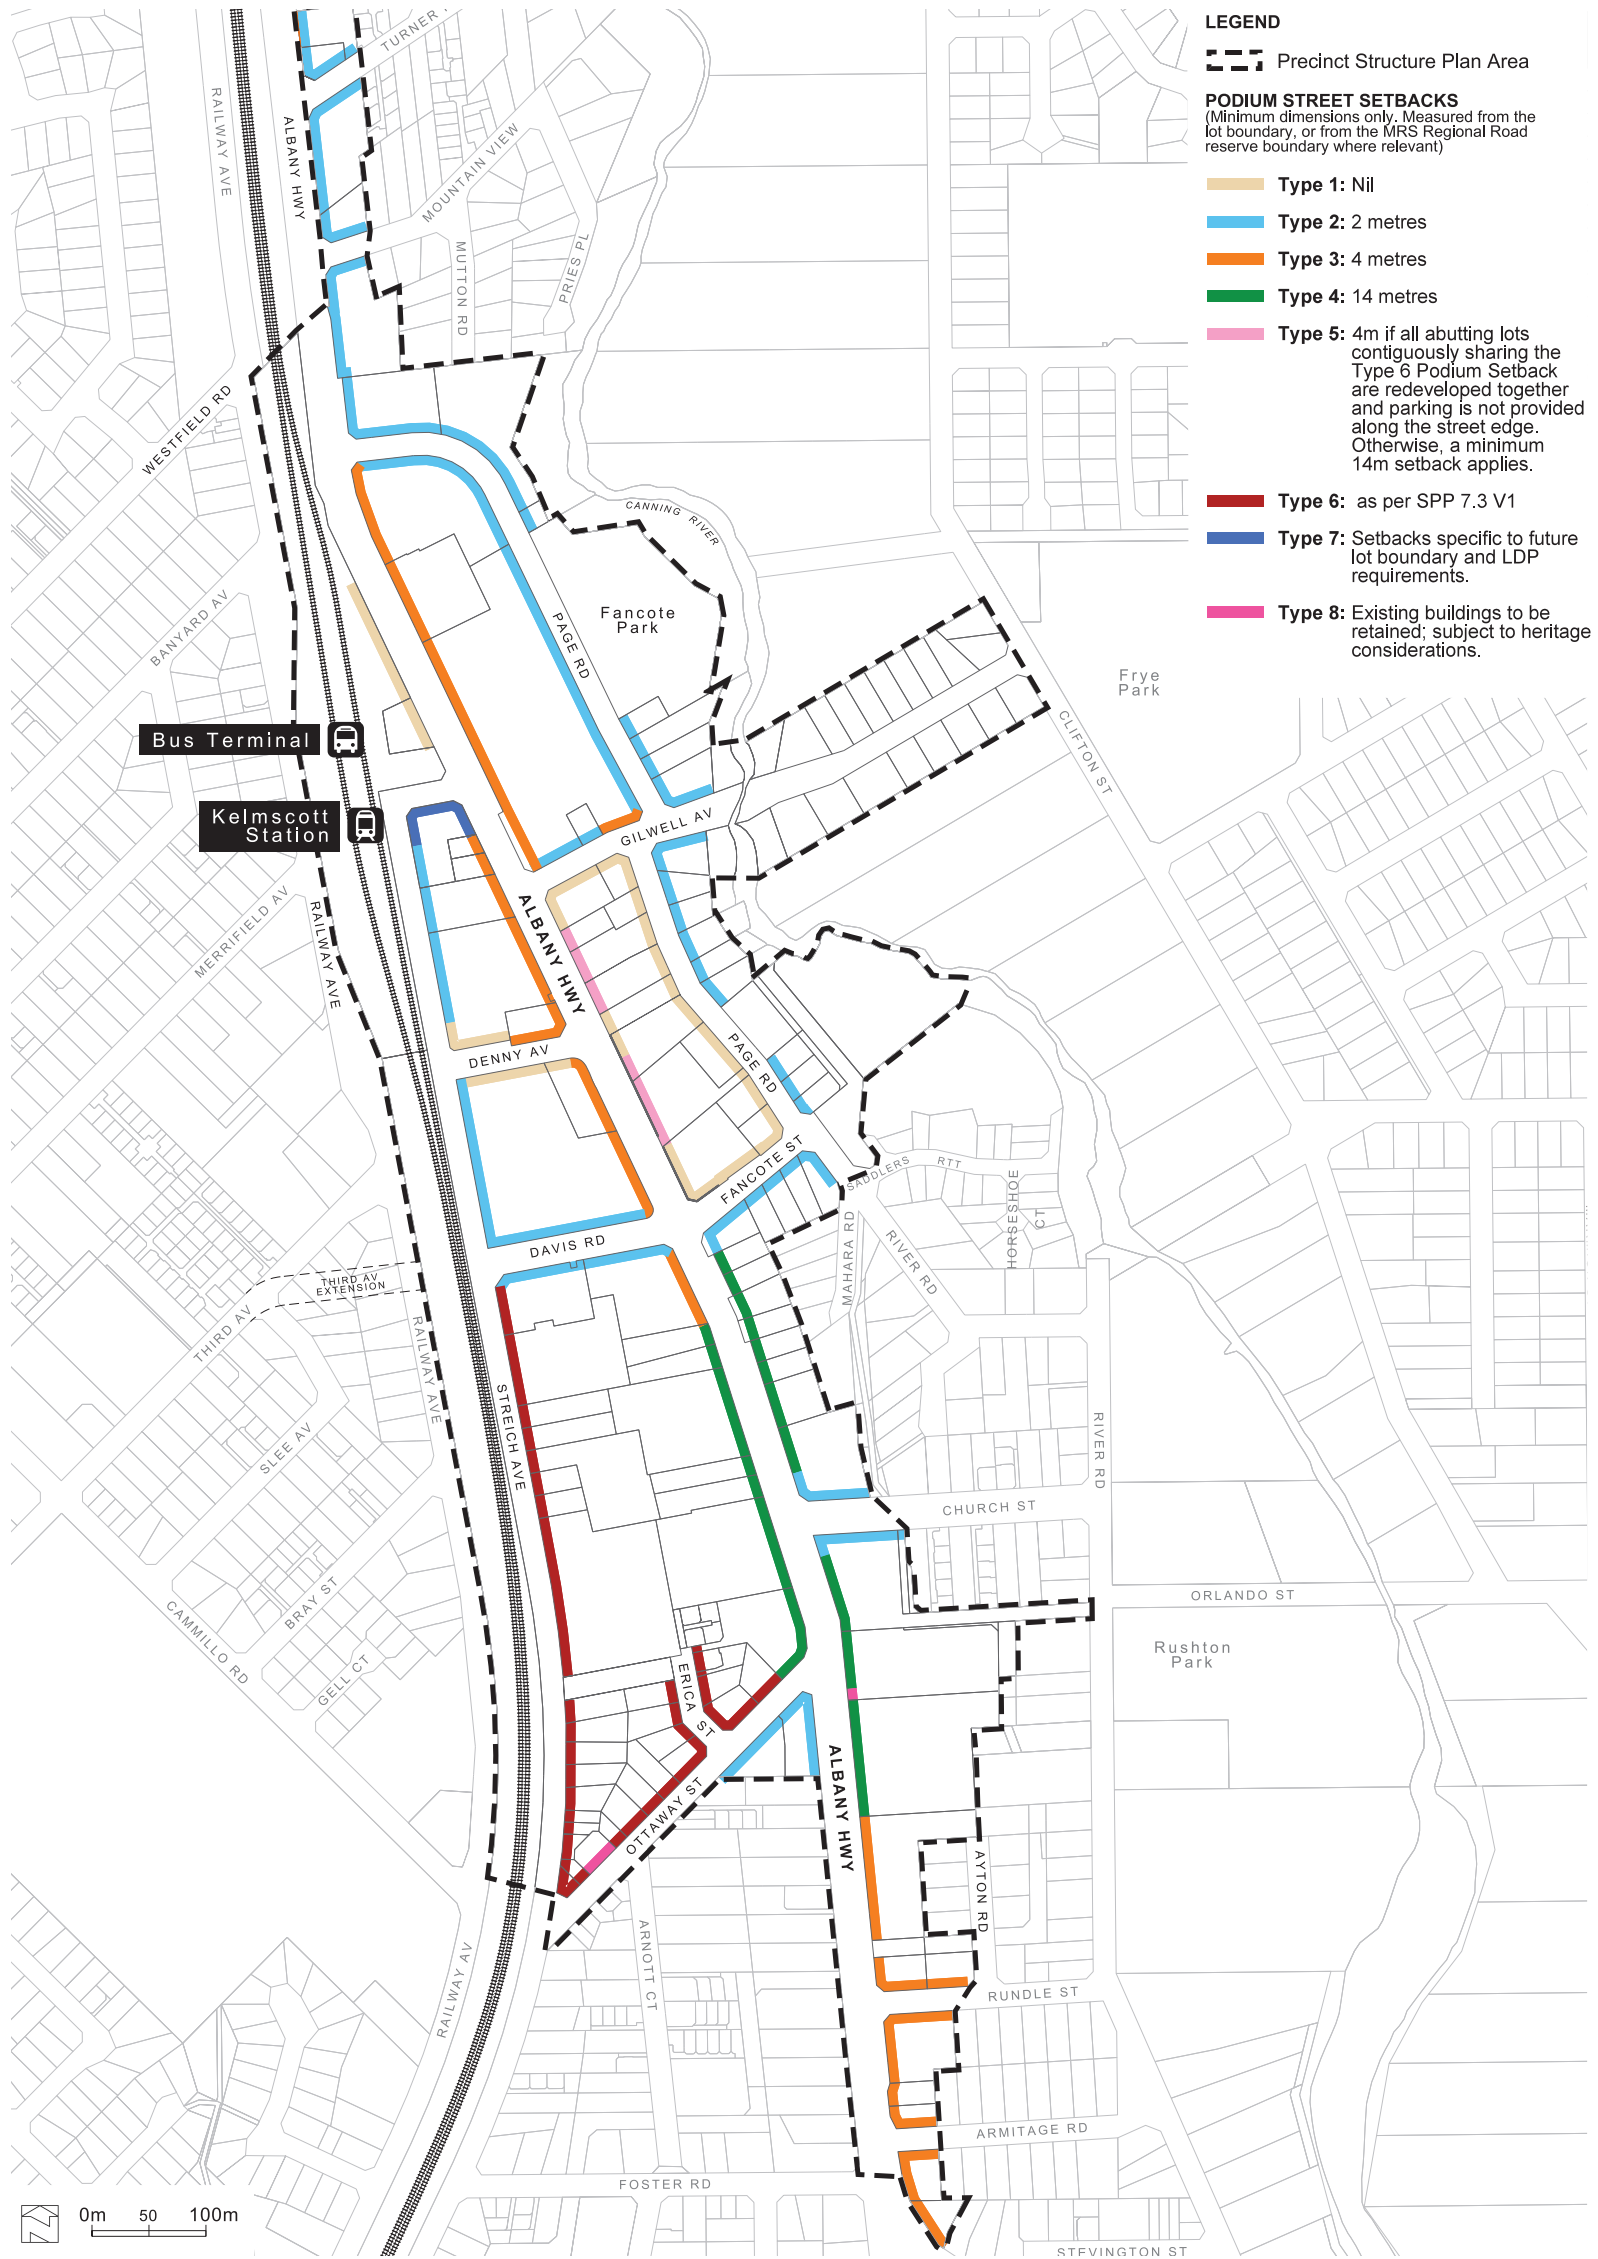 LEGEND
Precinct Structure Plan Area
PODIUM STREET SETBACKS
(Minimum dimensions only. Measured from the
lot boundary, or from the MRS Regional Road
reserve boundary where relevant)
Type 1: Nil
Type 2: 2 metres
Type 3: 4 metres
Type 4: 14 metres
Type 5: 4m if all abutting lots
contiguously sharing the
Type 6 Podium Setback
are redeveloped together
and parking is not provided
along the street edge.
Otherwise, a minimum
14m setback applies.
Type 6: as per SPP 7.3 V1
Type 7: Setbacks specific to future
lot boundary and LDP
requirements.
Type 8: Existing buildings to be
retained; subject to heritage
considerations.
TURNER
RAILWAY AVE
ALBANY HWY
MOUNTAIN VIEW
MUTTON RD
PRIES PL
WESTFIELD RD
CANNING RIVER
BANYARD AV
PAGE RD
Fancote
Park
Frye
Park
CLIFTON ST
Bus Terminal
Kelmscott
Station
GILWELL AV
MERRIFIELD AV
RAILWAY AVE
ALBANY HWY
DENNY AV
PAGE RD
FANCOTE ST
SADDLERS RTT
HORSESHOE
CT
MAHARA RD
RIVER RD
DAVIS RD
THIRD AV
EXTENSION
THIRD AV
RAILWAY AVE
STREICH AVE
SLEE AV
RIVER RD
CHURCH ST
ORLANDO ST
BRAY ST
CAMMILLO RD
GELL CT
ERICA ST
Rushton
Park
OTTAWAY ST
ALBANY HWY
AYTON RD
ARNOTT CT
RAILWAY AV
RUNDLE ST
ARMITAGE RD
FOSTER RD
STEVINGTON ST
0m 50 100m